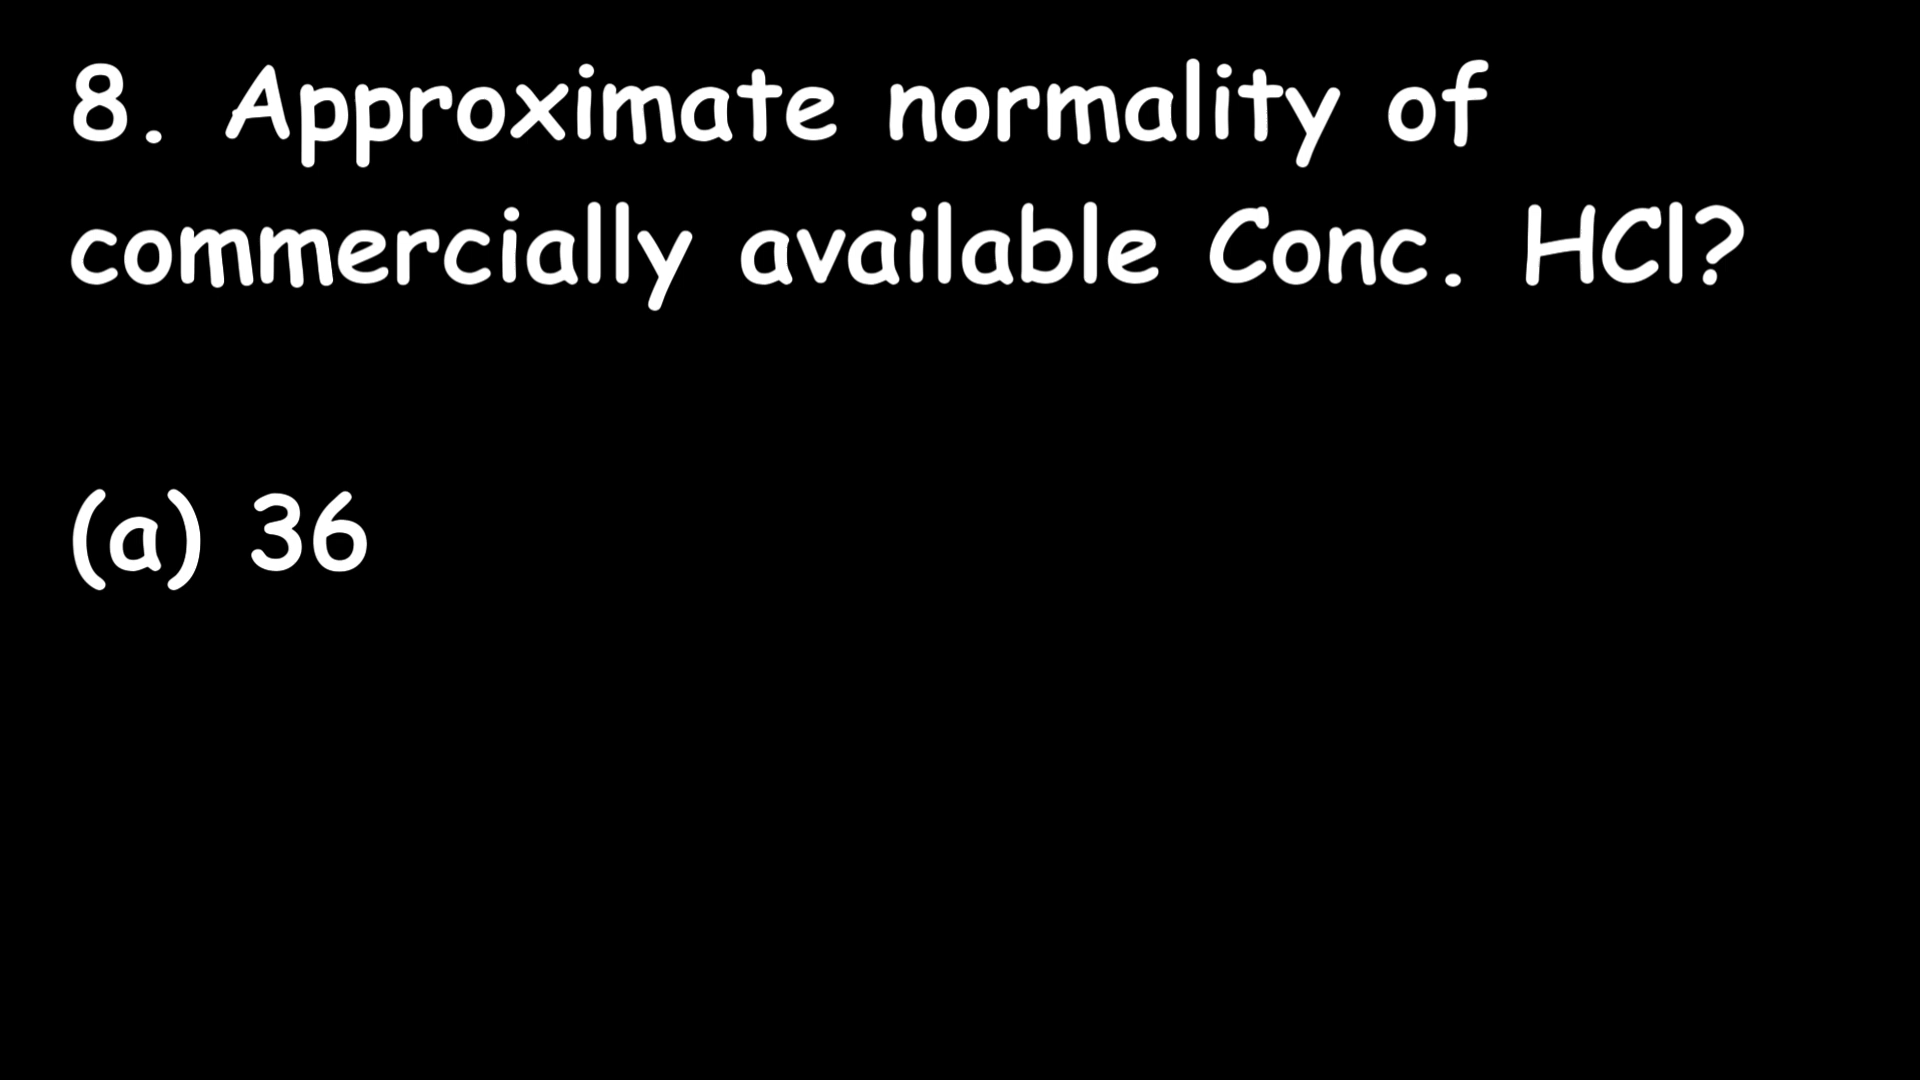 8. Approximate normality of
commercially available Conc. HCl?
(a) 36